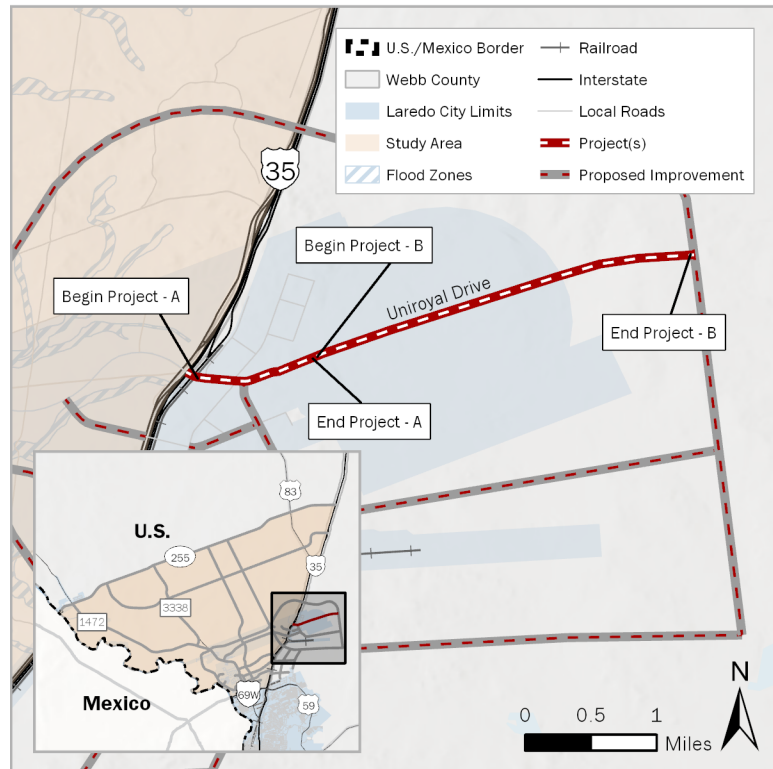 U.S./Mexico Border
Railroad
Webb County
Interstate
Laredo City Limits
Local Roads
Study Area
Project(s)
Flood Zones
Proposed Improvement
35
Begin Project - B
Begin Project - A
Uniroyal Drive
End Project - B
End Project - A
83
U.S.
255
35
3338
1472
69W
59
Mexico
N
0 0.5 1
Miles